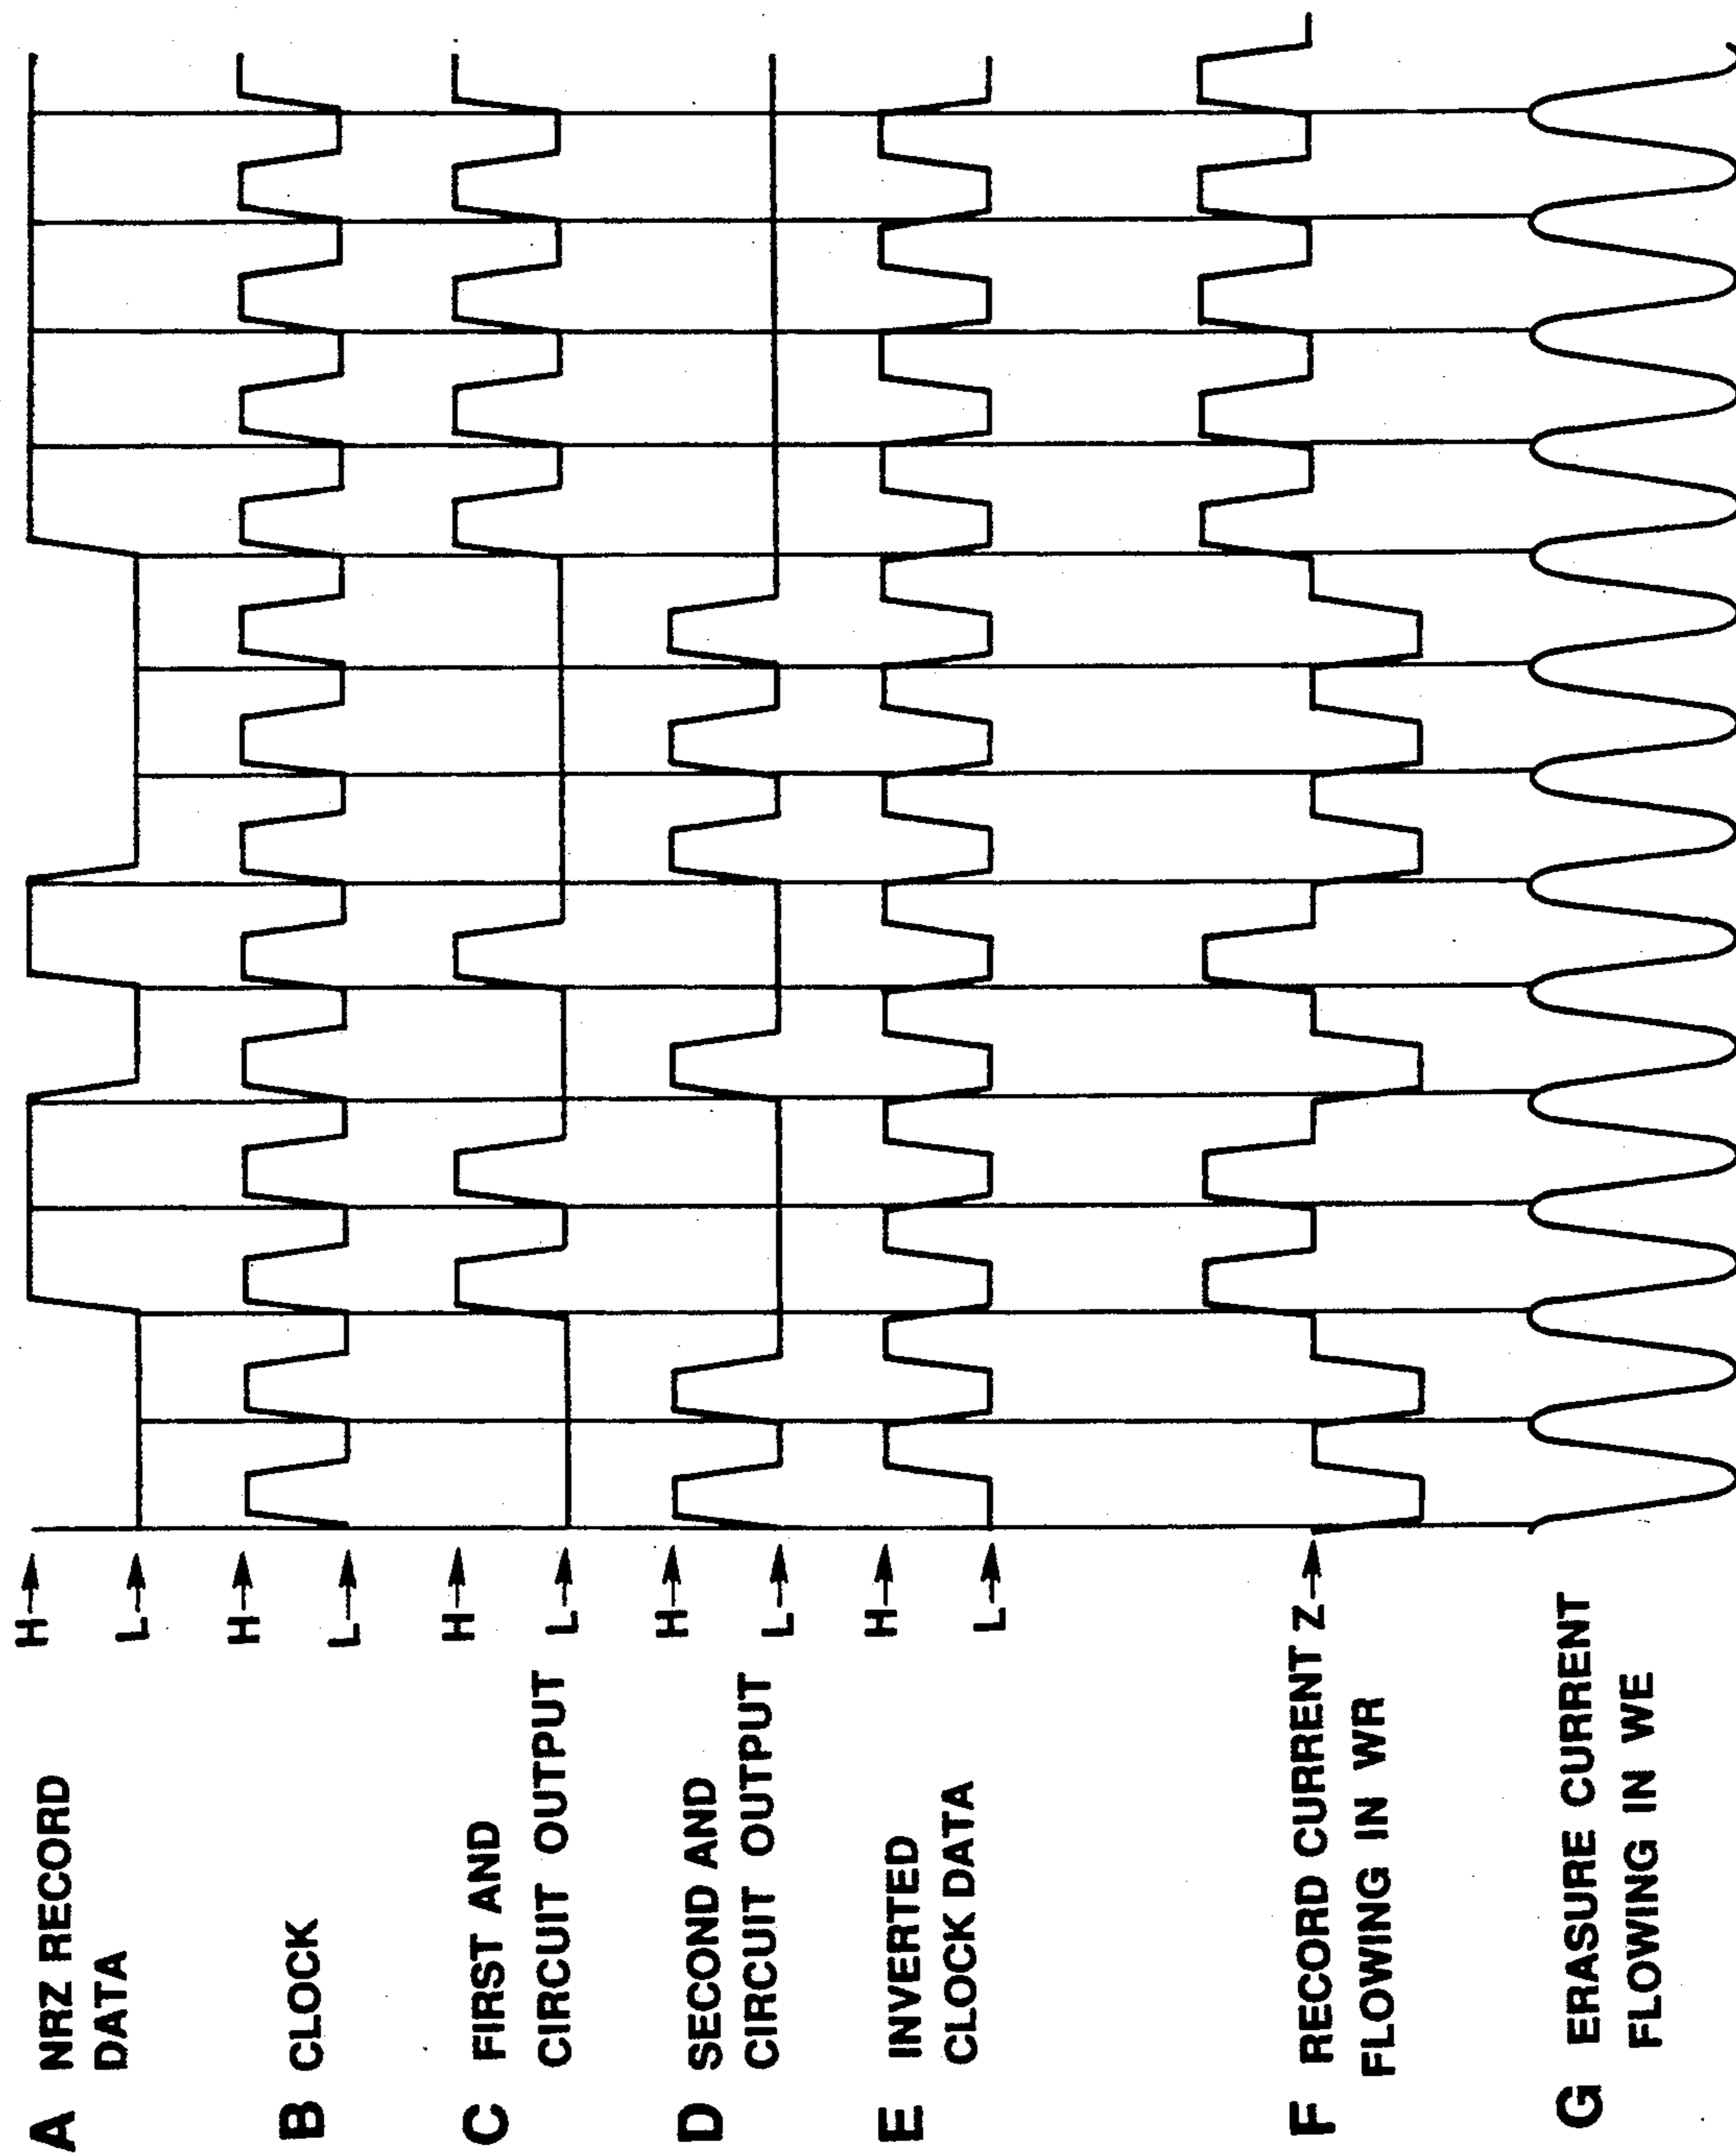 A NRZ RECORD
DATA
H
L
B CLOCK
H
L
C FIRST AND
CIRCUIT OUTPUT
H
L
D SECOND AND
CIRCUIT OUTPUT
H
L
E INVERTED
CLOCK DATA
H
L
F RECORD CURRENT Z
FLOWING IN WR
G ERASURE CURRENT
FLOWING IN WE